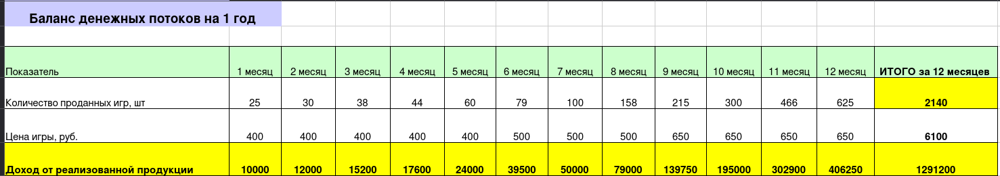 Баланс денежных потоков на 1 год
Показатель 1 месяц 2 месяц 3 месяц 4 месяц 5 месяц 6 месяц 7 месяц 8 месяц 9 месяц 10 месяц 11 месяц 12 месяц ИТОГО за 12 месяцев
Количество проданных игр, шт 25 30 38 44 60 79 100 158 215 300 466 625 2140
Цена игры, руб. 400 400 400 400 400 500 500 500 650 650 650 650 6100
Доход от реализованной продукции 10000 12000 15200 17600 24000 39500 50000 79000 139750 195000 302900 406250 1291200